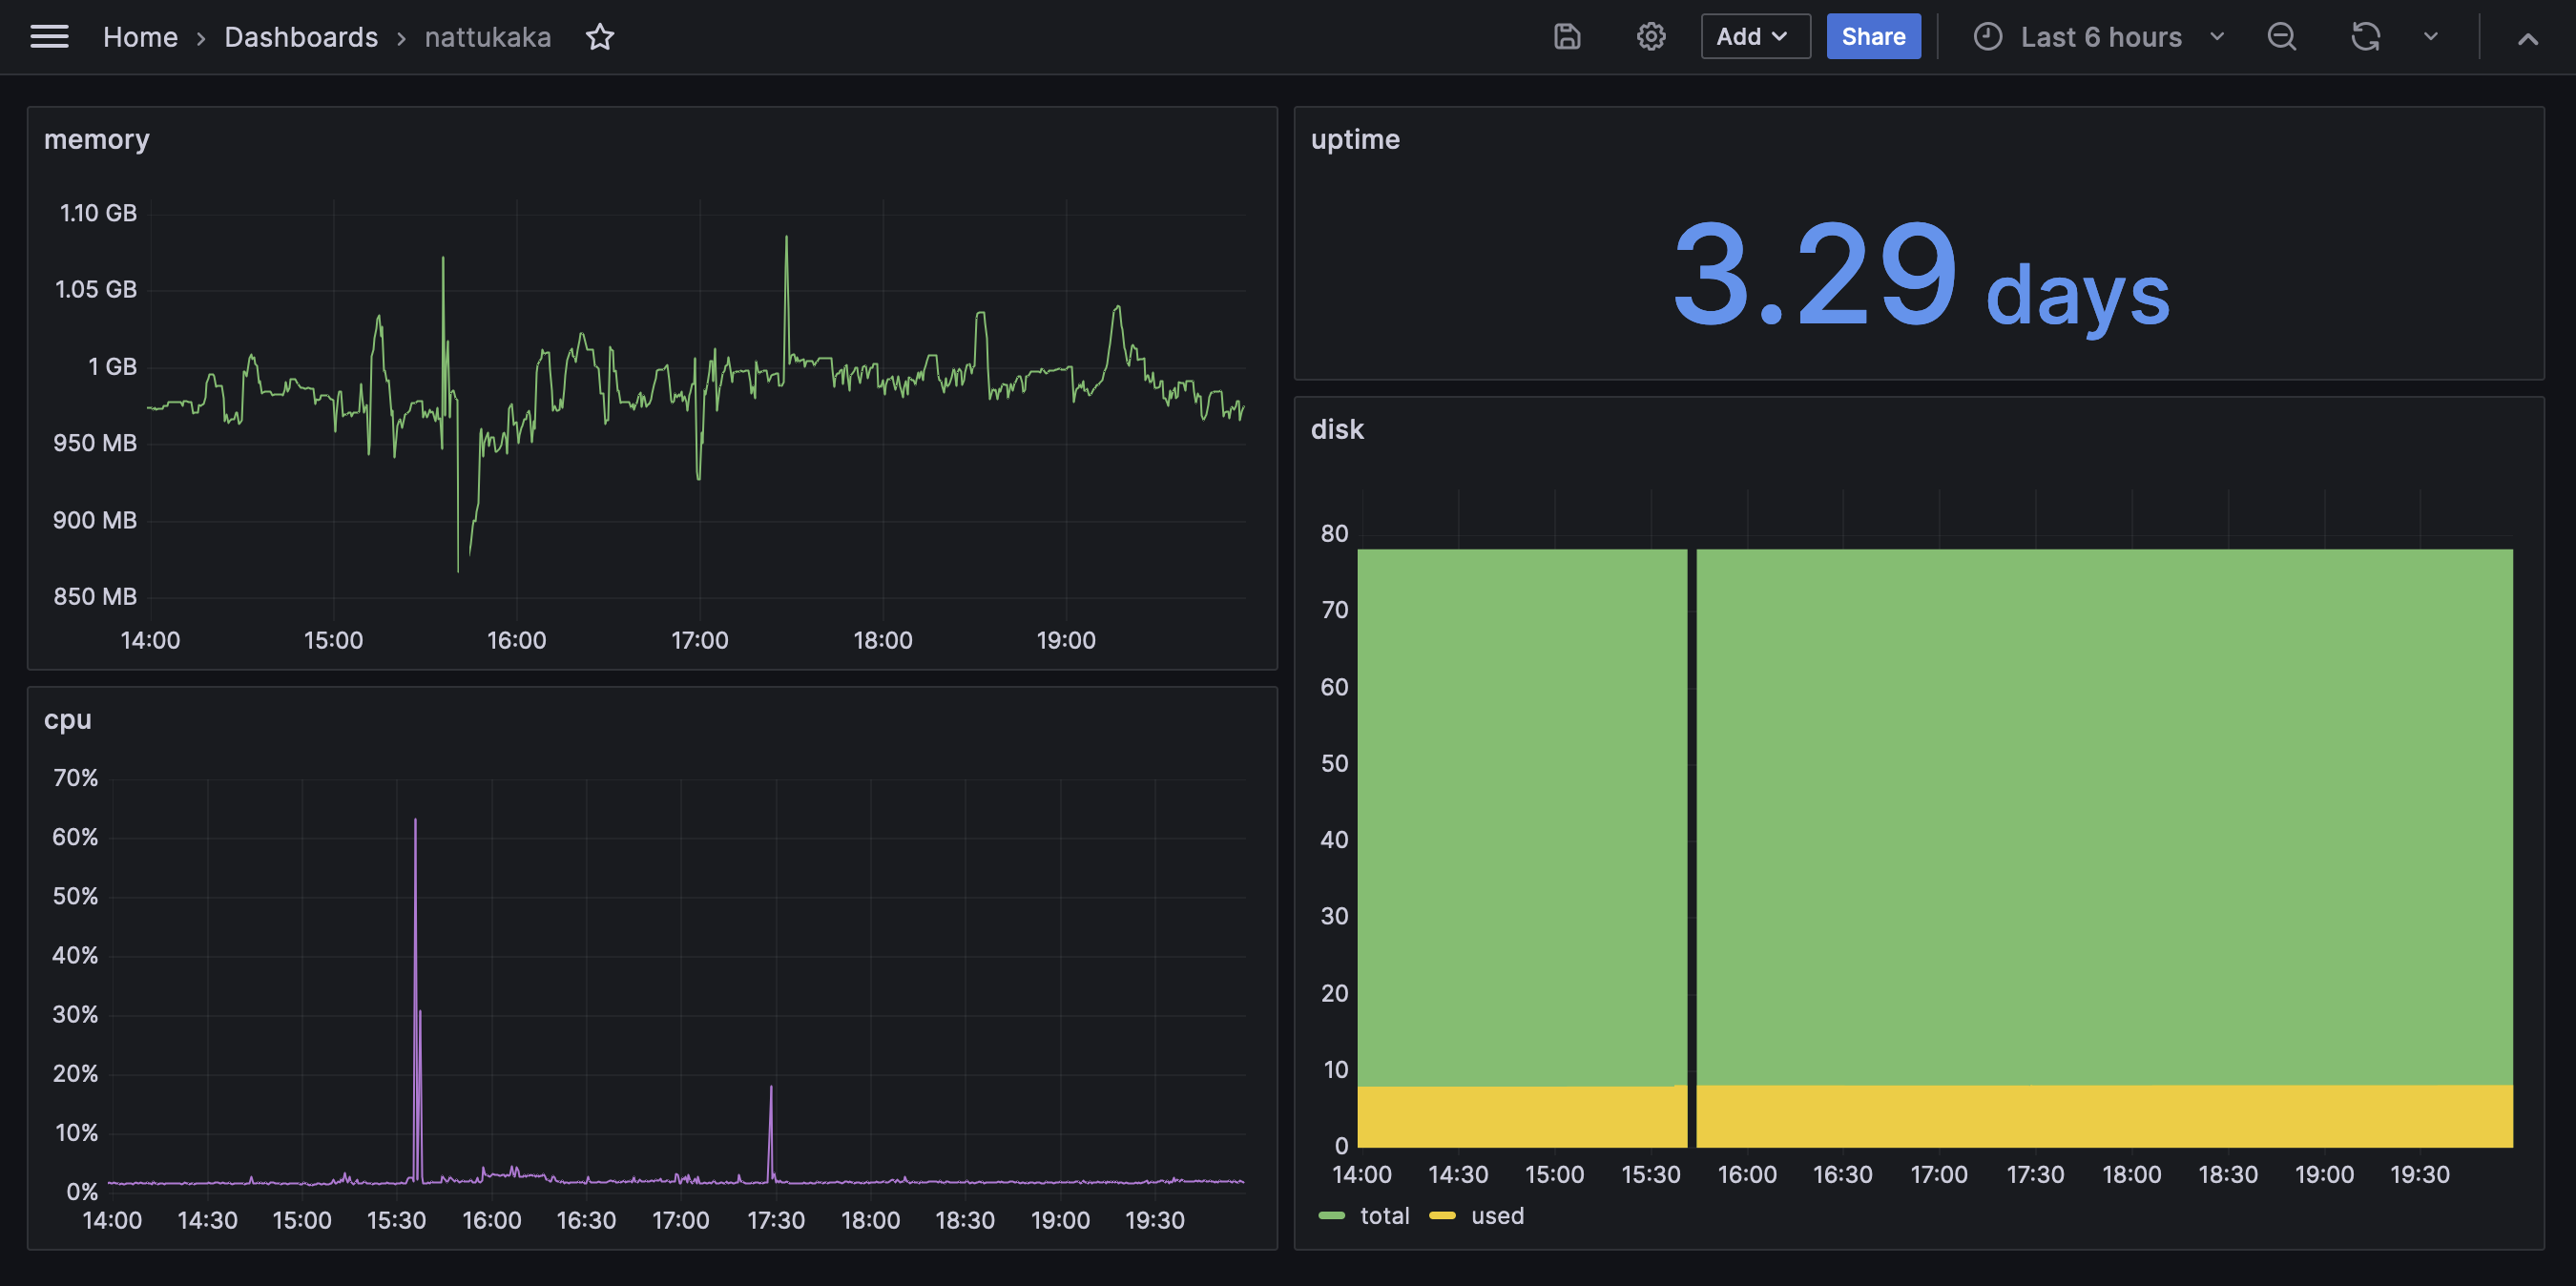 Home › Dashboards › nattukaka
Add
Share
Last 6 hours
memory
1.10 GB
1.05 GB
1 GB
950 MB
900 MB
850 MB
14:00 15:00 16:00 17:00 18:00 19:00
uptime
3.29 days
cpu
70%
60%
50%
40%
30%
20%
10%
0%
14:00 14:30 15:00 15:30 16:00 16:30 17:00 17:30 18:00 18:30 19:00 19:30
disk
80
70
60
50
40
30
20
10
0
14:00 14:30 15:00 15:30 16:00 16:30 17:00 17:30 18:00 18:30 19:00 19:30
total used